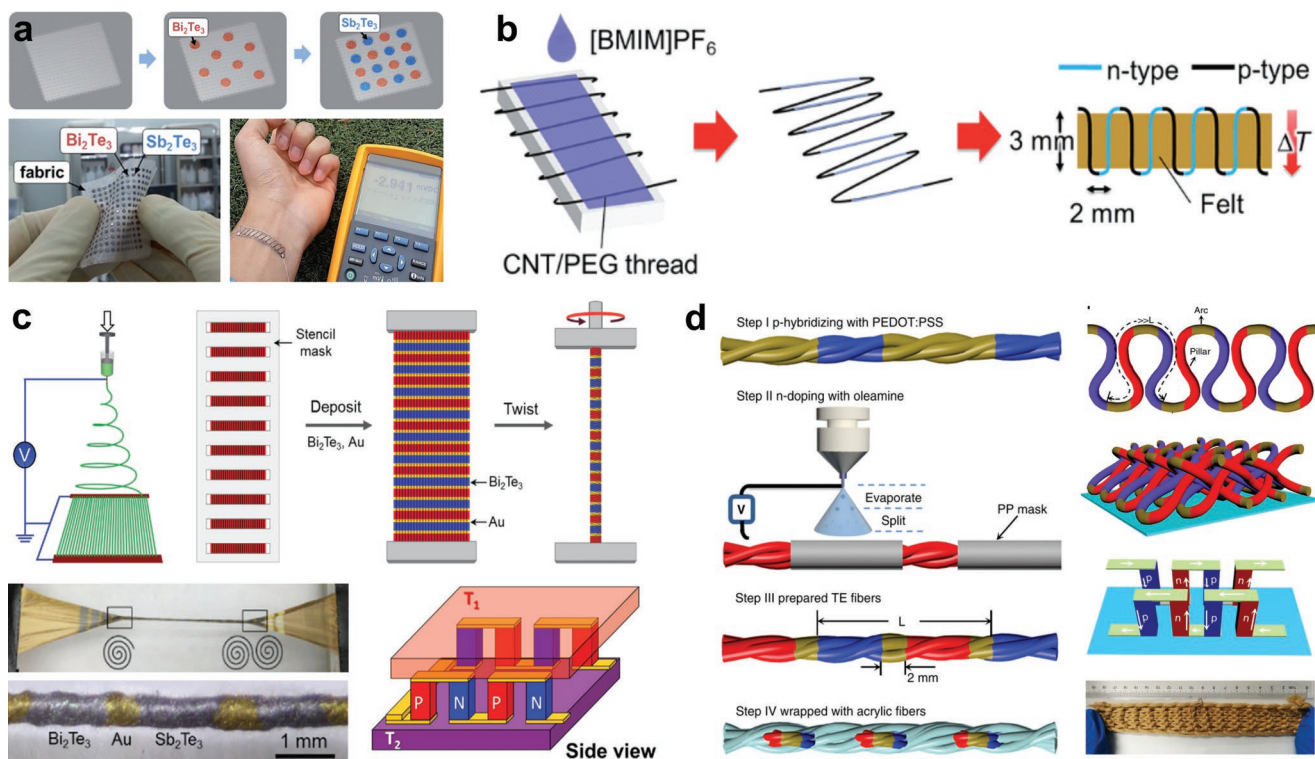 a
Bi₂Te₃
Sb₂Te₃
Bi₂Te₃
Sb₂Te₃
fabric
-2.941
b
[BMIM]PF₆
CNT/PEG thread
n-type
p-type
3 mm
ΔT
2 mm
Felt
c
V
Stencil
mask
Deposit
Bi₂Te₃, Au
Twist
Bi₂Te₃
Au
Bi₂Te₃
Au
Sb₂Te₃
1 mm
T₁
P
N
P
N
T₂
Side view
d
Step I p-hybridizing with PEDOT:PSS
Step II n-doping with oleamine
V
Evaporate
Split
PP mask
Step III prepared TE fibers
L
2 mm
Step IV wrapped with acrylic fibers
->>L
Arc
Pillar
p
n
p
n
p
n
p
n